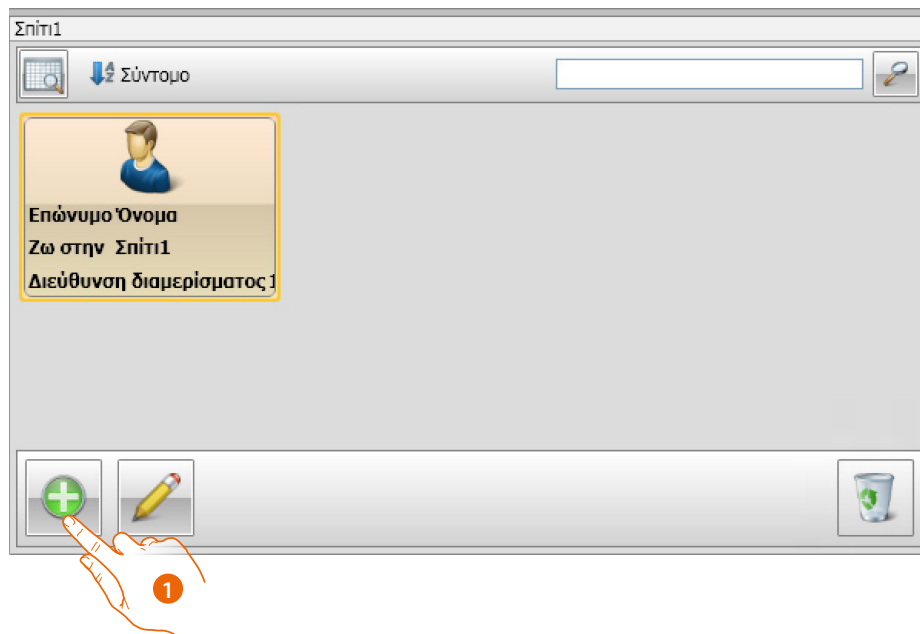 Σπίτι1
Σύντομο
Επώνυμο Όνομα
Ζω στην Σπίτι1
Διεύθυνση διαμερίσματος 1
1